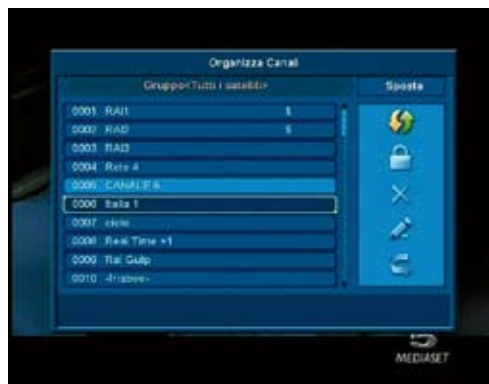 Organizza Canali
Gruppo<Tutti i satelliti>
Sposta
0001 RAI1 $
0002 RAI2 $
0003 RAI3
0004 Rete 4
0005 CANALE 5
0006 Italia 1
0007 cielo
0008 Real Time +1
0009 Rai Gulp
0010
MEDIASET